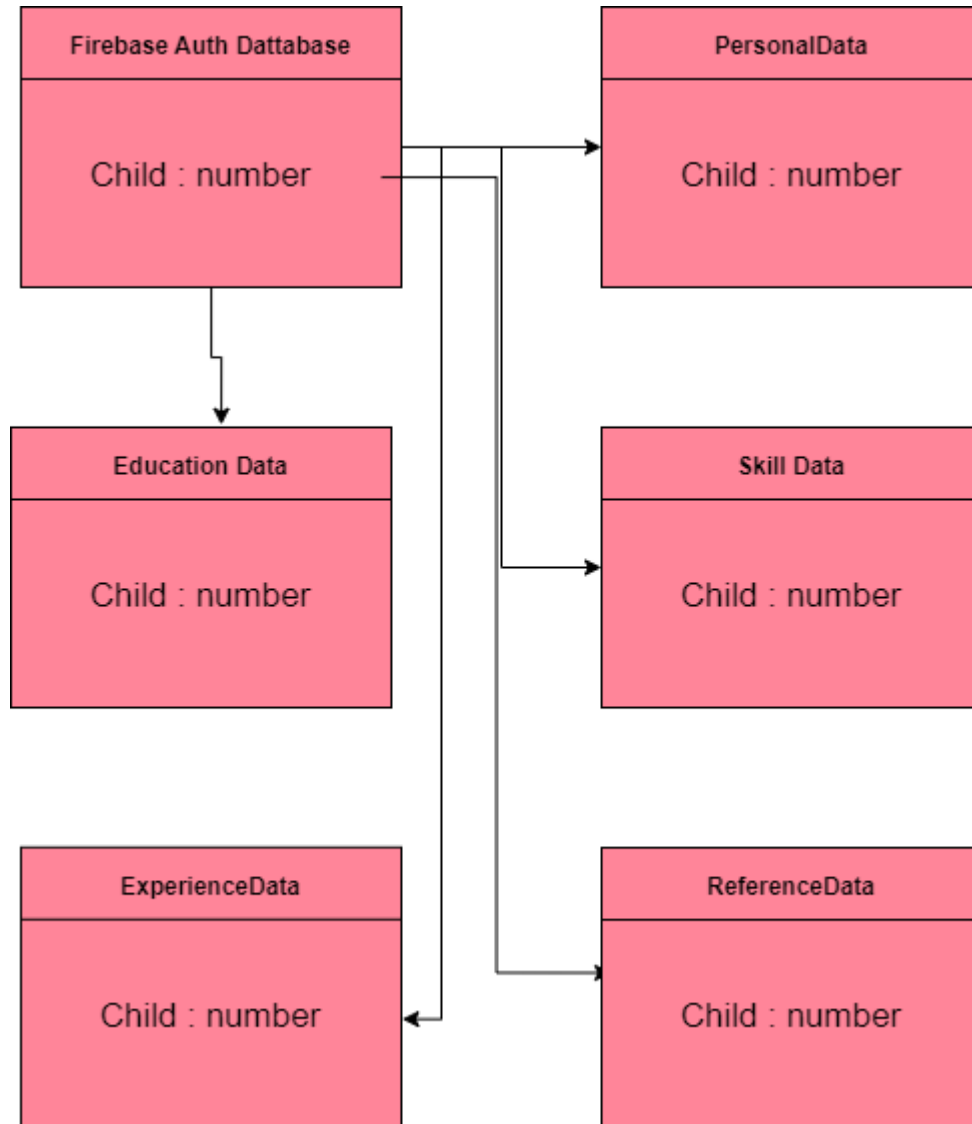 Firebase Auth Dattabase
Child : number
PersonalData
Child : number
Education Data
Child : number
Skill Data
Child : number
ExperienceData
Child : number
ReferenceData
Child : number